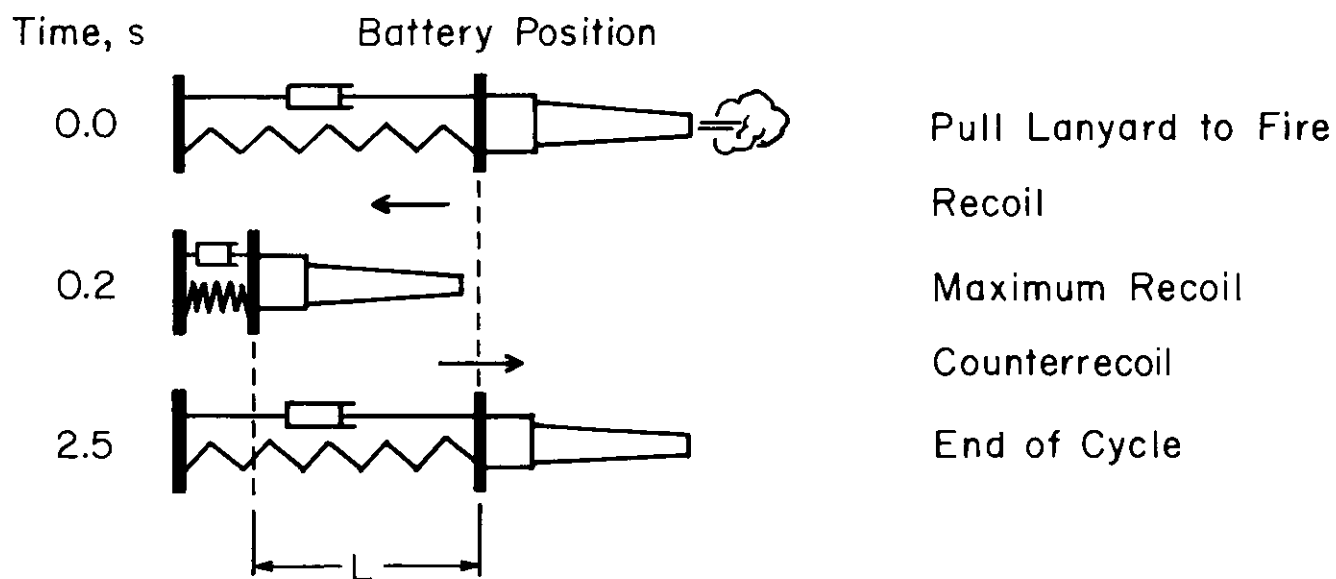 Time, s Battery Position
0.0 Pull Lanyard to Fire
Recoil
0.2 Maximum Recoil
Counterrecoil
2.5 End of Cycle
L